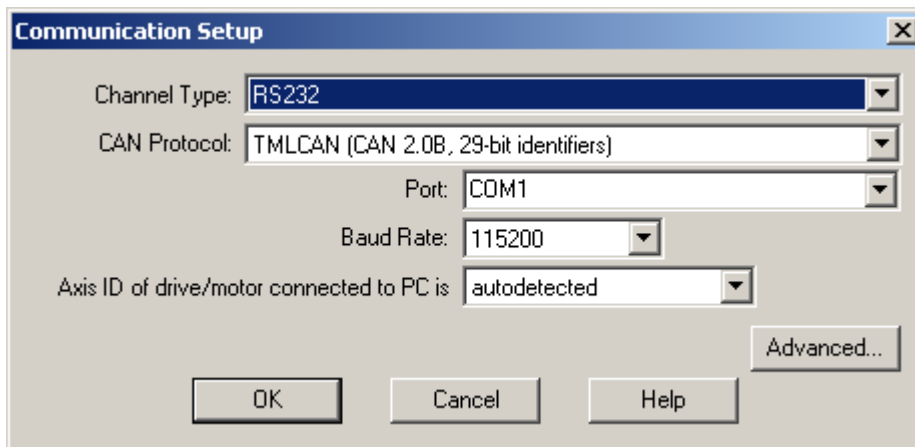 Communication Setup
Channel Type: RS232
CAN Protocol: TMLCAN (CAN 2.0B, 29-bit identifiers)
Port: COM1
Baud Rate: 115200
Axis ID of drive/motor connected to PC is autodetected
Advanced...
OK Cancel Help